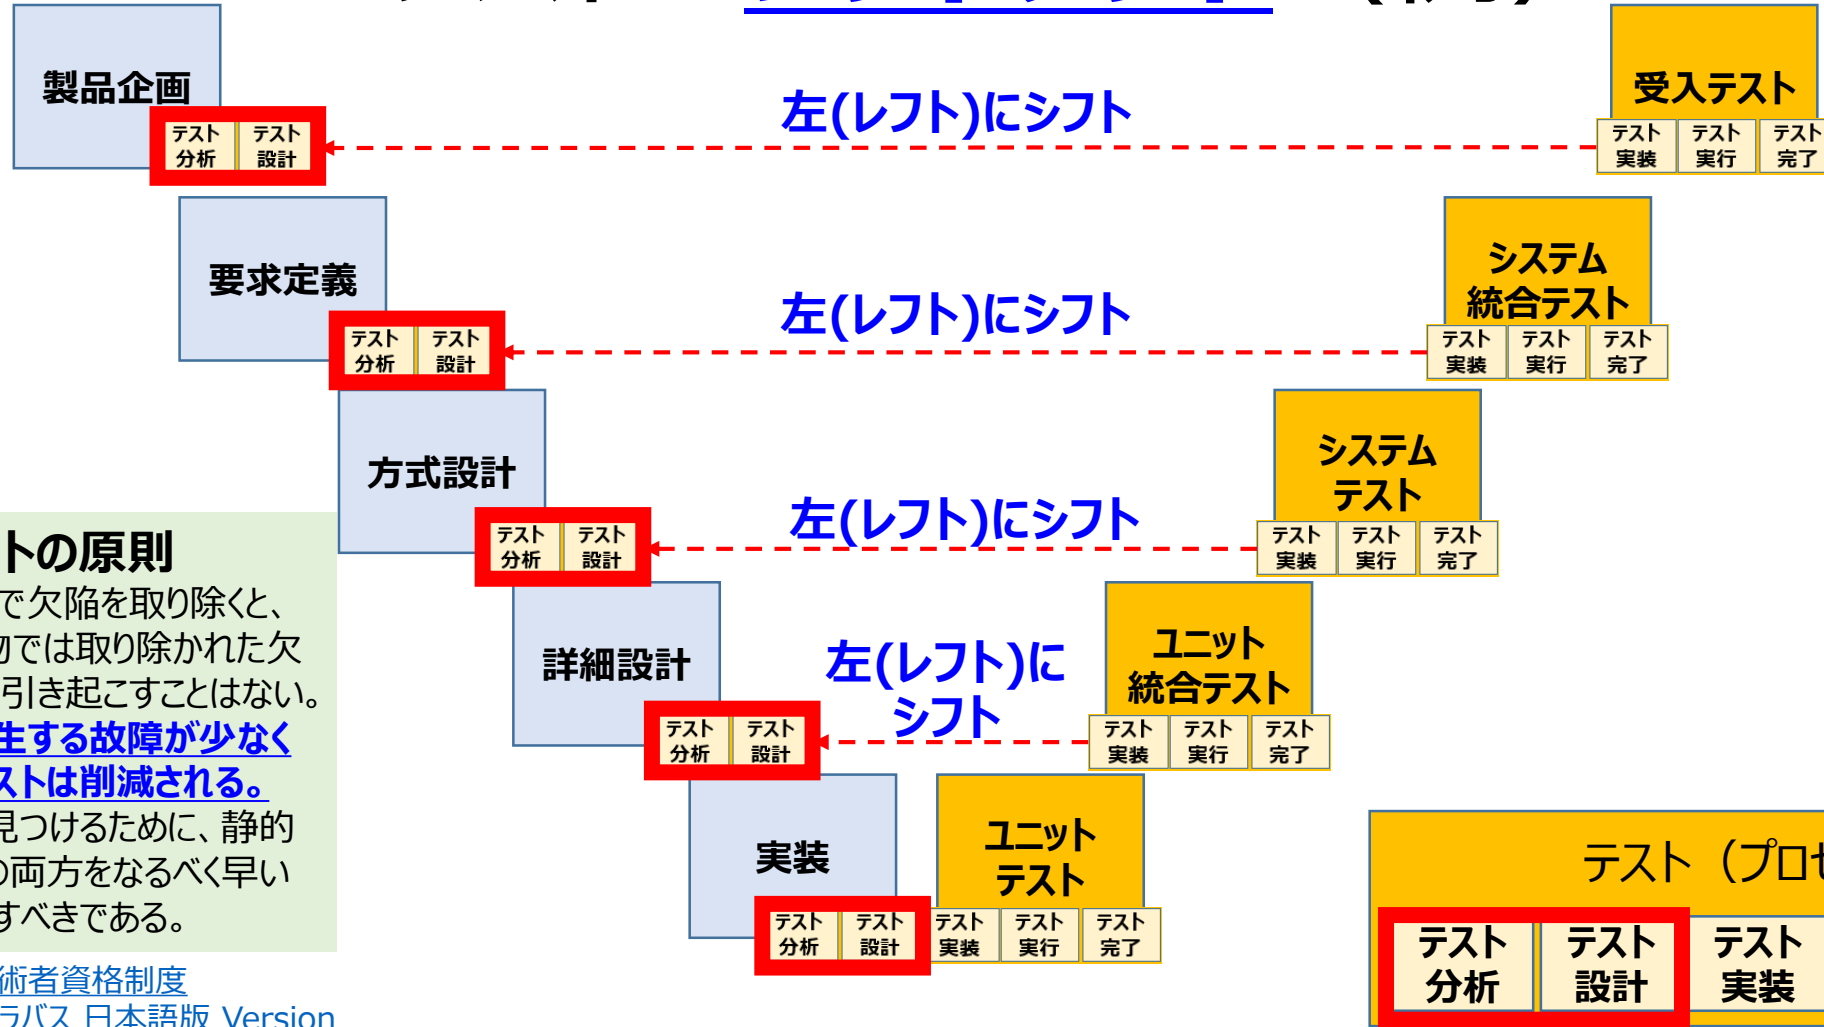 製品企画
テスト
分析
テスト
設計
左(レフト)にシフト
受入テスト
テスト
実装
テスト
実行
テスト
完了
要求定義
テスト
分析
テスト
設計
左(レフト)にシフト
システム
統合テスト
テスト
実装
テスト
実行
テスト
完了
方式設計
テスト
分析
テスト
設計
左(レフト)にシフト
システム
テスト
テスト
実装
テスト
実行
テスト
完了
詳細設計
テスト
分析
テスト
設計
左(レフト)に
シフト
ユニット
統合テスト
テスト
実装
テスト
実行
テスト
完了
実装
テスト
分析
テスト
設計
ユニット
テスト
テスト
実装
テスト
実行
テスト
完了
トの原則
で欠陥を取り除くと、
物では取り除かれた欠
引き起こすことはない。
生する故障が少なく
ストは削減される。
見つけるために、静的
の両方をなるべく早い
すべきである。
術者資格制度
ラバス 日本語版 Version
テスト（プロセ
テスト
分析
テスト
設計
テスト
実装